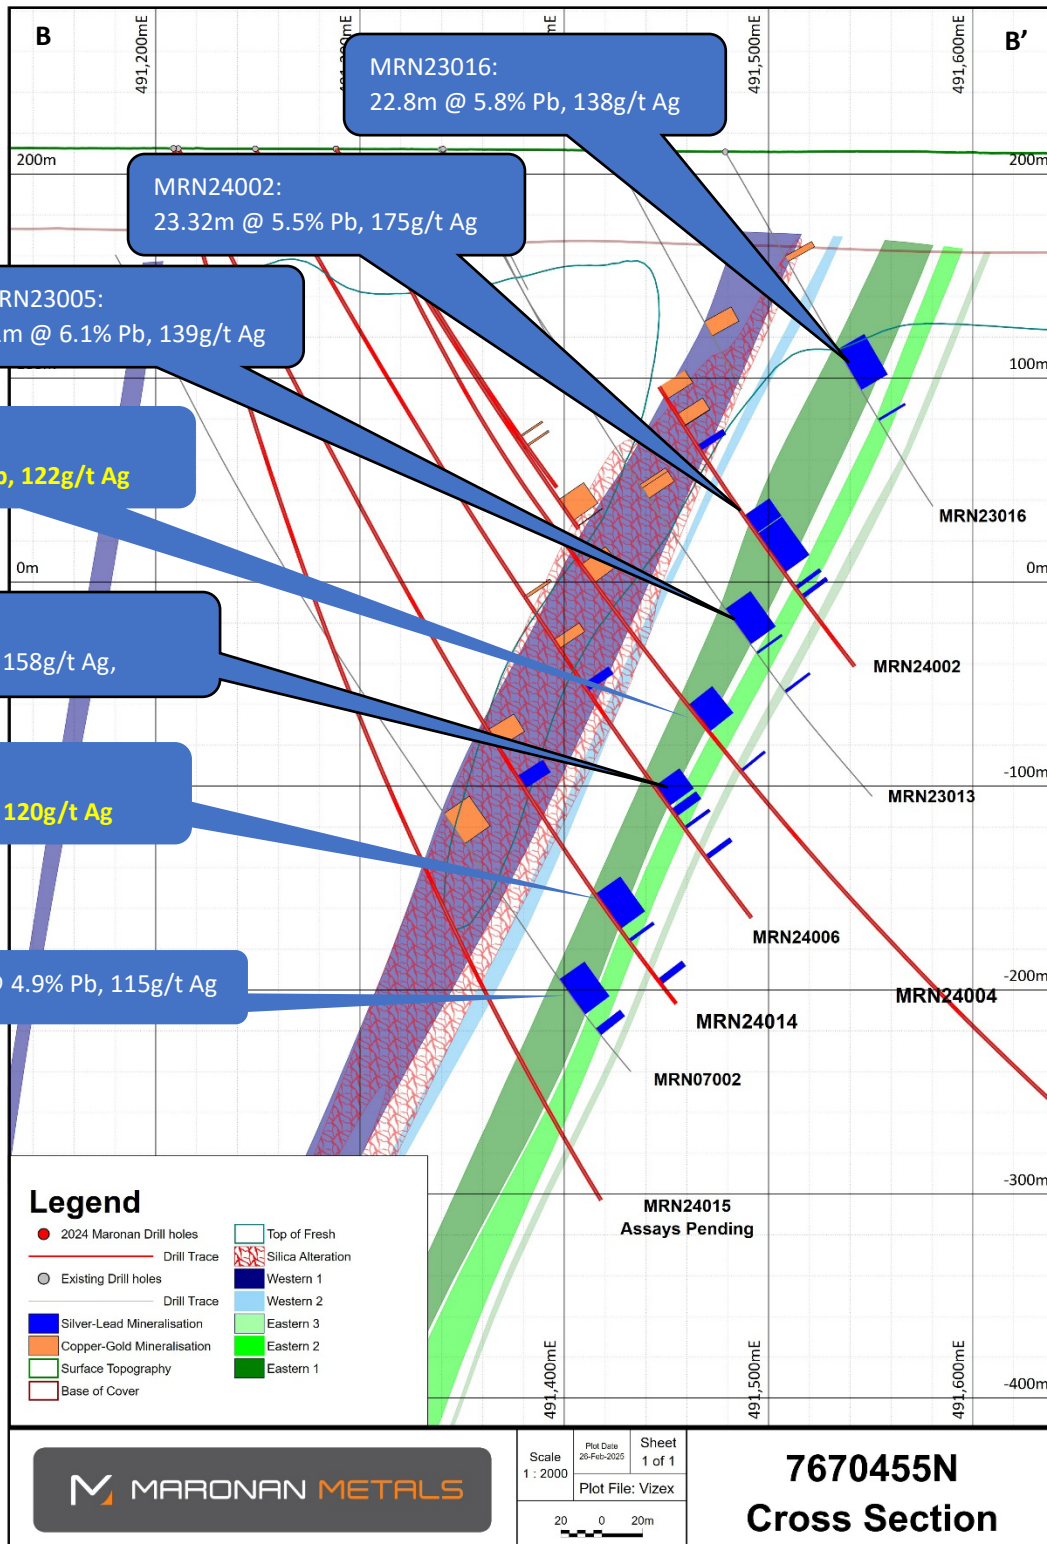 B
B'
491,200mE
491,500mE
491,600mE
MRN23016:
22.8m @ 5.8% Pb, 138g/t Ag
200m
200m
MRN24002:
23.32m @ 5.5% Pb, 175g/t Ag
RN23005:
m @ 6.1% Pb, 139g/t Ag
100m
, 122g/t Ag
MRN23016
0m
0m
158g/t Ag,
MRN24002
-100m
MRN23013
120g/t Ag
MRN24006
4.9% Pb, 115g/t Ag
-200m
MRN24004
MRN24014
MRN07002
-300m
MRN24015
Assays Pending
Legend
2024 Maronan Drill holes
Drill Trace
Existing Drill holes
Drill Trace
Silver-Lead Mineralisation
Copper-Gold Mineralisation
Surface Topography
Base of Cover
Top of Fresh
Silica Alteration
Western 1
Western 2
Eastern 3
Eastern 2
Eastern 1
491,400mE
491,500mE
491,600mE
-400m
MARONAN METALS
Scale
1 : 2000
Plot Date
26-Feb-2025
Sheet
1 of 1
Plot File: Vizex
20 0 20m
7670455N
Cross Section